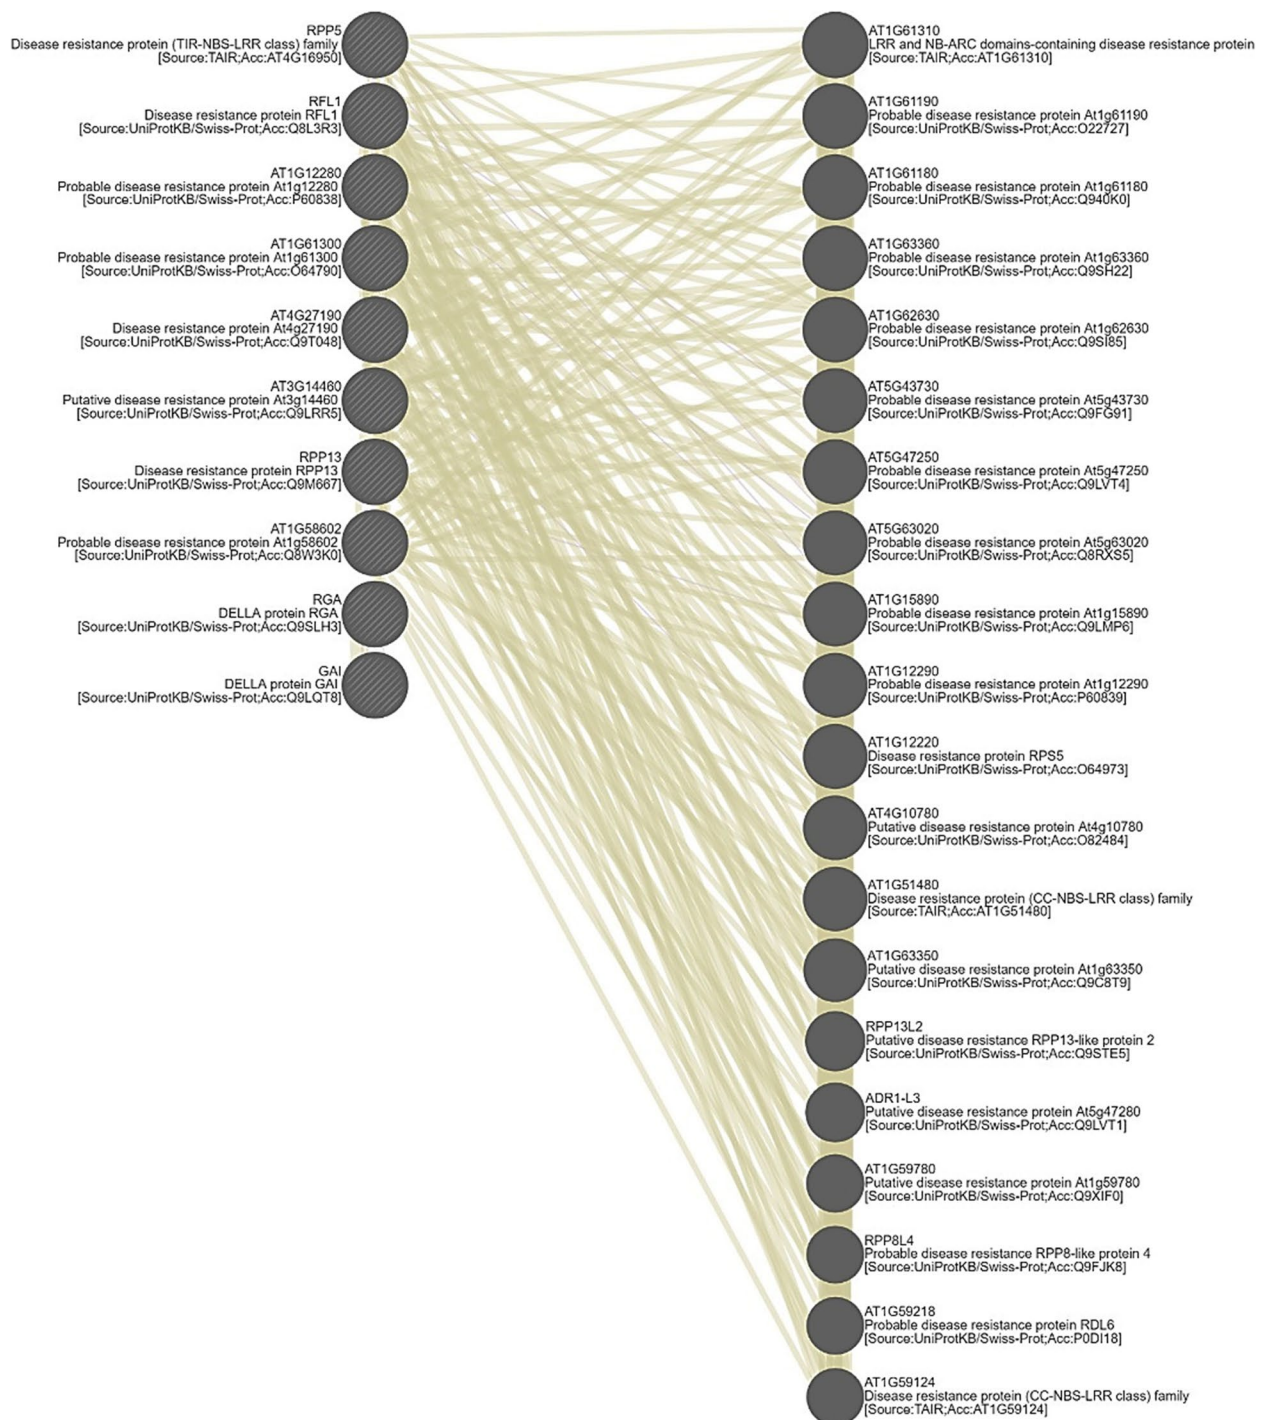 RPP5
Disease resistance protein (TIR-NBS-LRR class) family
[Source:TAIR;Acc:AT4G16950]
RFL1
Disease resistance protein RFL1
[Source:UniProtKB/Swiss-Prot;Acc:Q8L3R3]
AT1G12280
Probable disease resistance protein At1g12280
[Source:UniProtKB/Swiss-Prot;Acc:P60838]
AT1G61300
Probable disease resistance protein At1g61300
[Source:UniProtKB/Swiss-Prot;Acc:O64790]
AT4G27190
Disease resistance protein At4g27190
[Source:UniProtKB/Swiss-Prot;Acc:Q9T048]
AT3G14460
Putative disease resistance protein At3g14460
[Source:UniProtKB/Swiss-Prot;Acc:Q9LRR5]
RPP13
Disease resistance protein RPP13
[Source:UniProtKB/Swiss-Prot;Acc:Q9M667]
AT1G58602
Probable disease resistance protein At1g58602
[Source:UniProtKB/Swiss-Prot;Acc:Q8W3K0]
RGA
DELLA protein RGA
[Source:UniProtKB/Swiss-Prot;Acc:Q9SLH3]
GAI
DELLA protein GAI
[Source:UniProtKB/Swiss-Prot;Acc:Q9LQT8]
AT1G61310
LRR and NB-ARC domains-containing disease resistance protein
[Source:TAIR;Acc:AT1G61310]
AT1G61190
Probable disease resistance protein At1g61190
[Source:UniProtKB/Swiss-Prot;Acc:O22727]
AT1G61180
Probable disease resistance protein At1g61180
[Source:UniProtKB/Swiss-Prot;Acc:Q940K0]
AT1G63360
Probable disease resistance protein At1g63360
[Source:UniProtKB/Swiss-Prot;Acc:Q9SH22]
AT1G62630
Probable disease resistance protein At1g62630
[Source:UniProtKB/Swiss-Prot;Acc:Q9SI85]
AT5G43730
Probable disease resistance protein At5g43730
[Source:UniProtKB/Swiss-Prot;Acc:Q9FG91]
AT5G47250
Probable disease resistance protein At5g47250
[Source:UniProtKB/Swiss-Prot;Acc:Q9LVT4]
AT5G63020
Probable disease resistance protein At5g63020
[Source:UniProtKB/Swiss-Prot;Acc:Q8RXS5]
AT1G15890
Probable disease resistance protein At1g15890
[Source:UniProtKB/Swiss-Prot;Acc:Q9LMP6]
AT1G12290
Probable disease resistance protein At1g12290
[Source:UniProtKB/Swiss-Prot;Acc:P60839]
AT1G12220
Disease resistance protein RPS5
[Source:UniProtKB/Swiss-Prot;Acc:O64973]
AT4G10780
Putative disease resistance protein At4g10780
[Source:UniProtKB/Swiss-Prot;Acc:O82484]
AT1G51480
Disease resistance protein (CC-NBS-LRR class) family
[Source:TAIR;Acc:AT1G51480]
AT1G63350
Putative disease resistance protein At1g63350
[Source:UniProtKB/Swiss-Prot;Acc:Q9C8T9]
RPP13L2
Putative disease resistance RPP13-like protein 2
[Source:UniProtKB/Swiss-Prot;Acc:Q9STE5]
ADR1-L3
Putative disease resistance protein At5g47280
[Source:UniProtKB/Swiss-Prot;Acc:Q9LVT1]
AT1G59780
Putative disease resistance protein At1g59780
[Source:UniProtKB/Swiss-Prot;Acc:Q9XIF0]
RPP8L4
Probable disease resistance RPP8-like protein 4
[Source:UniProtKB/Swiss-Prot;Acc:Q9FJK8]
AT1G59218
Probable disease resistance protein RDL6
[Source:UniProtKB/Swiss-Prot;Acc:P0DI18]
AT1G59124
Disease resistance protein (CC-NBS-LRR class) family
[Source:TAIR;Acc:AT1G59124]